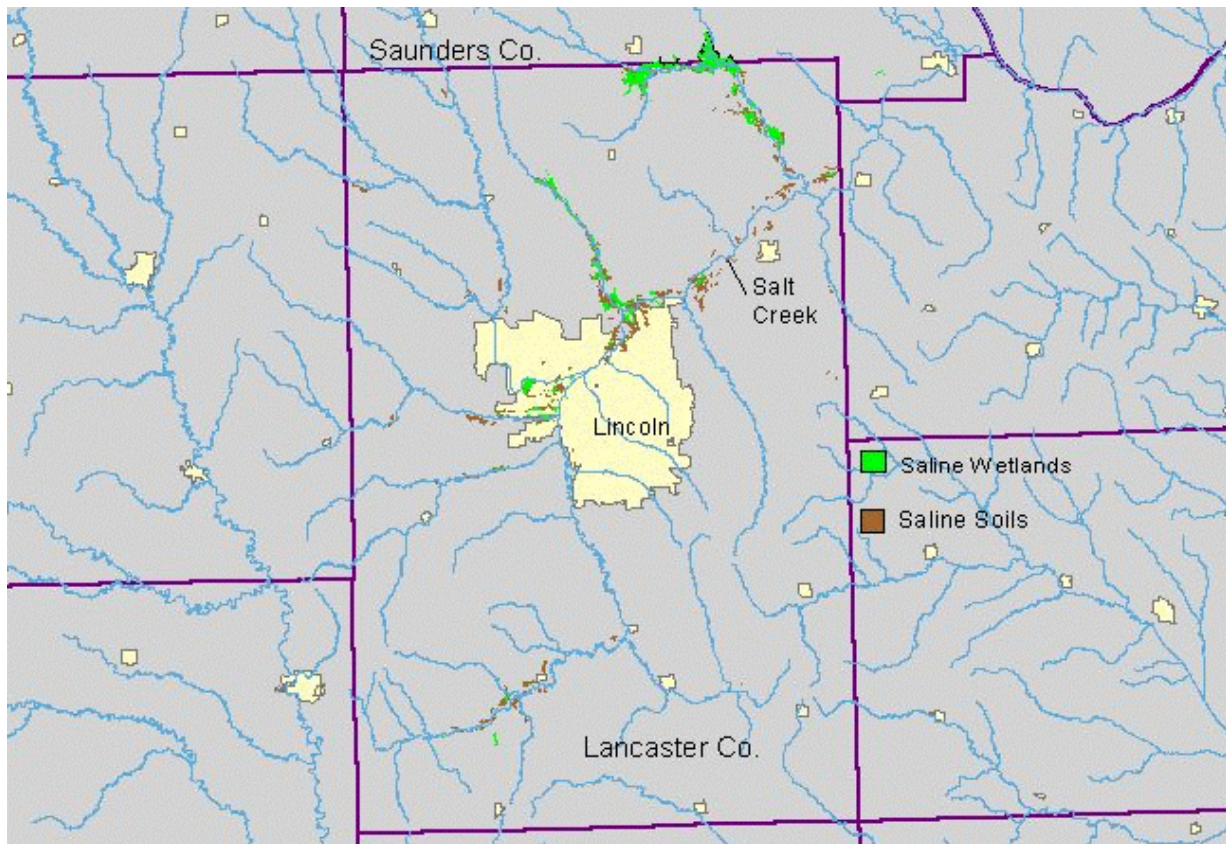 Saunders Co.
Salt
Creek
Lincoln
Saline Wetlands
Saline Soils
Lancaster Co.